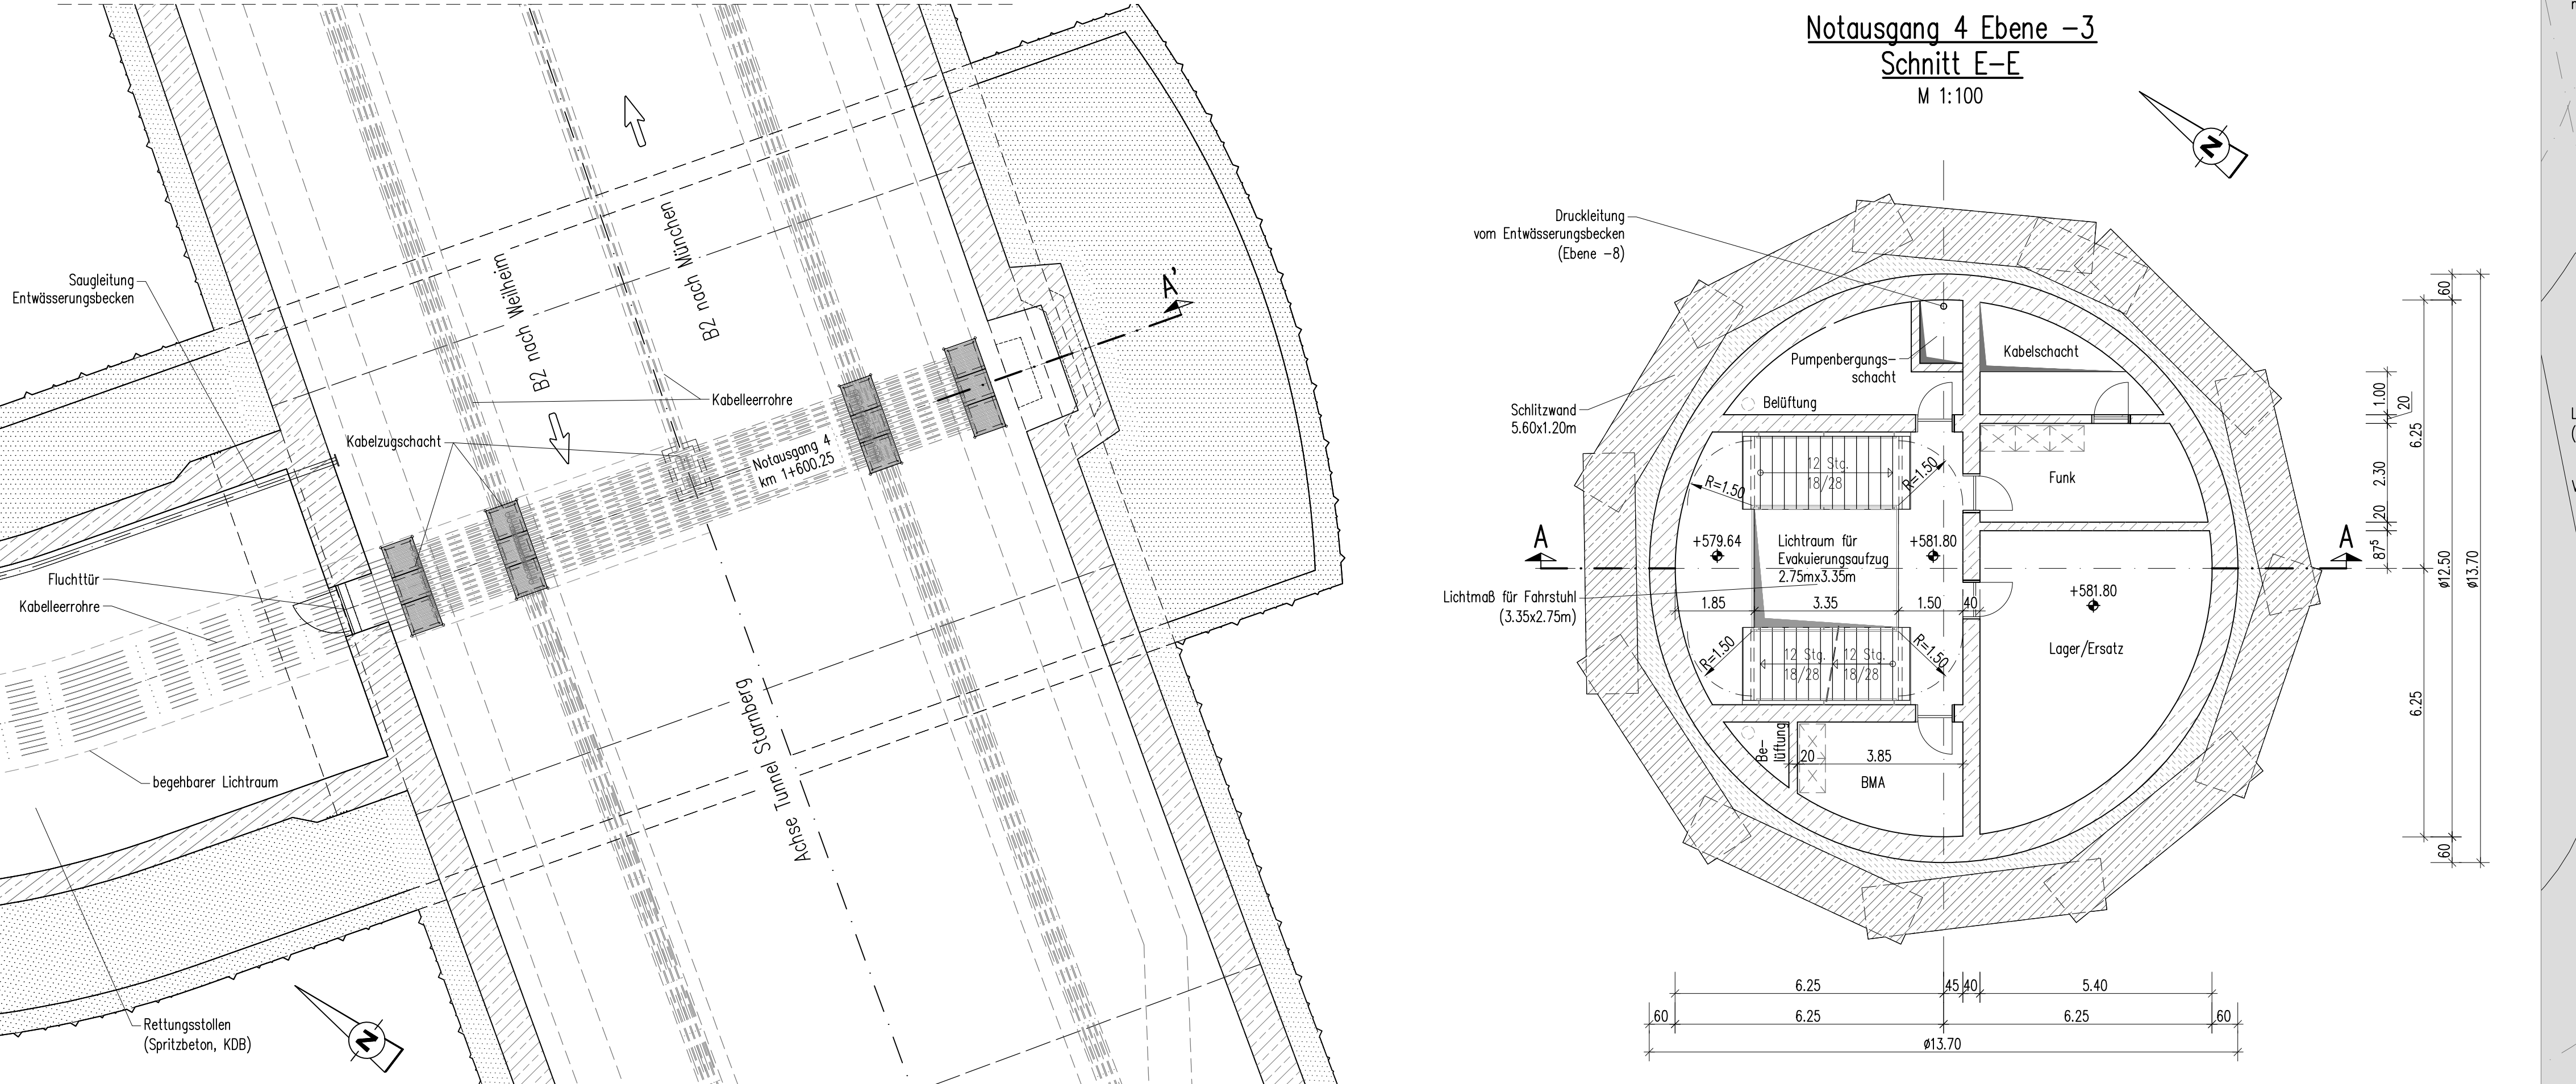 Saugleitung
Entwässerungsbecken
B2 nach Weilheim
B2 nach München
A'
Kabelleerrohre
Kabelzugschacht
Notausgang 4
km 1+600.25
Fluchttür
Kabelleerrohre
begehbarer Lichtraum
Achse Tunnel Starnberg
Rettungsstollen
(Spritzbeton, KDB)
N
Notausgang 4 Ebene -3
Schnitt E-E
M 1:100
N
Druckleitung
vom Entwässerungsbecken
(Ebene -8)
Pumpenbergungs-
schacht
Kabelschacht
Schlitzwand
5.60x1.20m
Belüftung
12 Stg.
18/28
R=1.50
R=1.50
Funk
+579.64
Lichtraum für
Evakuierungsaufzug
2.75mx3.35m
+581.80
A
A
Lichtmaß für Fahrstuhl
(3.35x2.75m)
1.85
3.35
1.50
40
+581.80
Lager/Ersatz
R=1.50
12 Stg.
18/28
12 Stg.
18/28
R=1.50
Be-
lüftung
20
3.85
BMA
60
1.00
20
6.25
2.30
20
87⁵
ø12.50
ø13.70
6.25
60
6.25
45
40
5.40
60
6.25
6.25
60
ø13.70